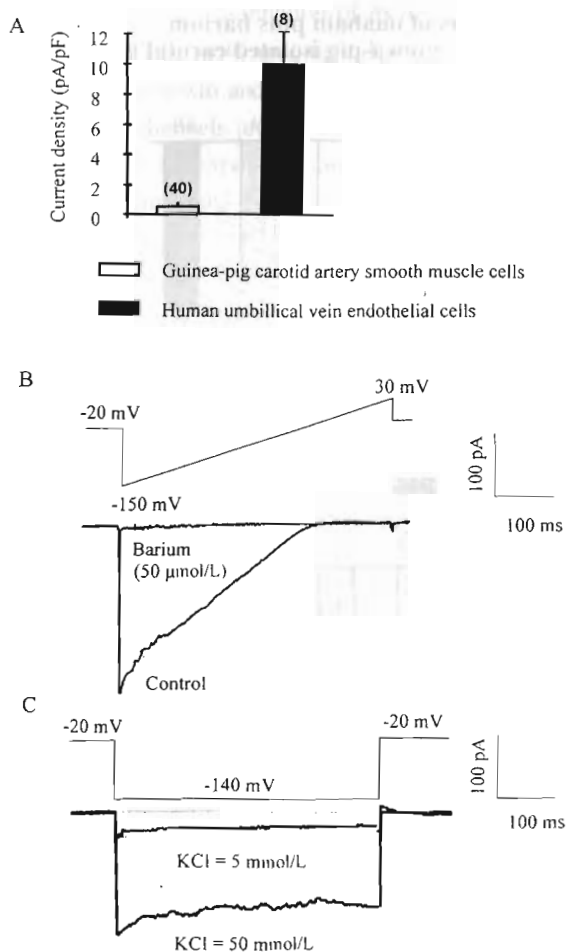 A
(8)
12
10
8
6
4
2
0
Current density (pA/pF)
(40)
Guinea-pig carotid artery smooth muscle cells
Human umbillical vein endothelial cells
B
-20 mV
30 mV
-150 mV
100 pA
100 ms
Barium
(50 µmol/L)
Control
C
-20 mV
-20 mV
-140 mV
100 pA
100 ms
KCl = 5 mmol/L
KCl = 50 mmol/L